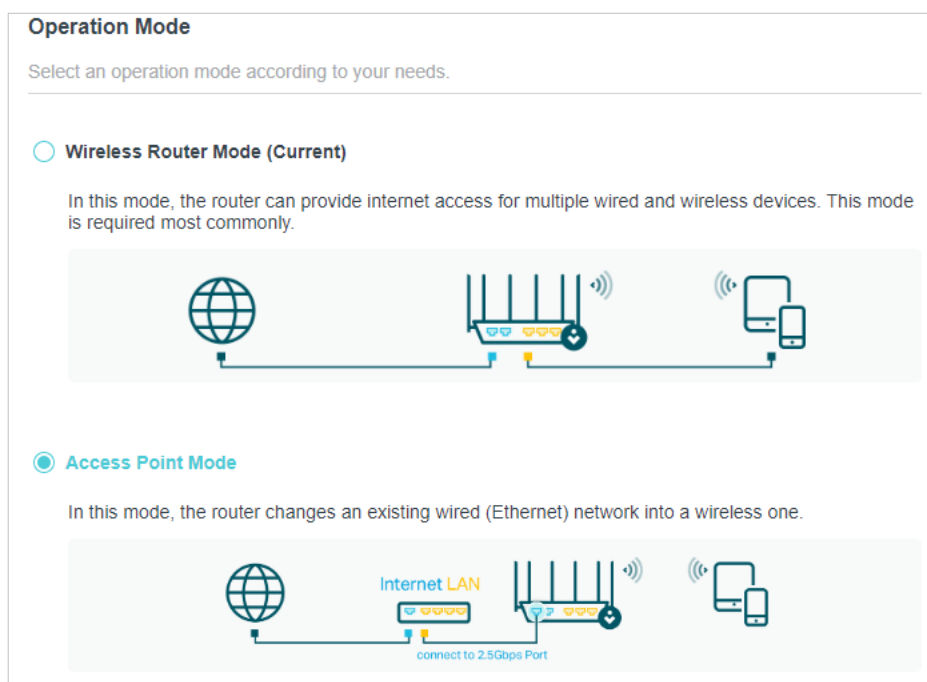 Operation Mode
Select an operation mode according to your needs.
Wireless Router Mode (Current)
In this mode, the router can provide internet access for multiple wired and wireless devices. This mode
is required most commonly.
Access Point Mode
In this mode, the router changes an existing wired (Ethernet) network into a wireless one.
Internet LAN
connect to 2.5Gbps Port